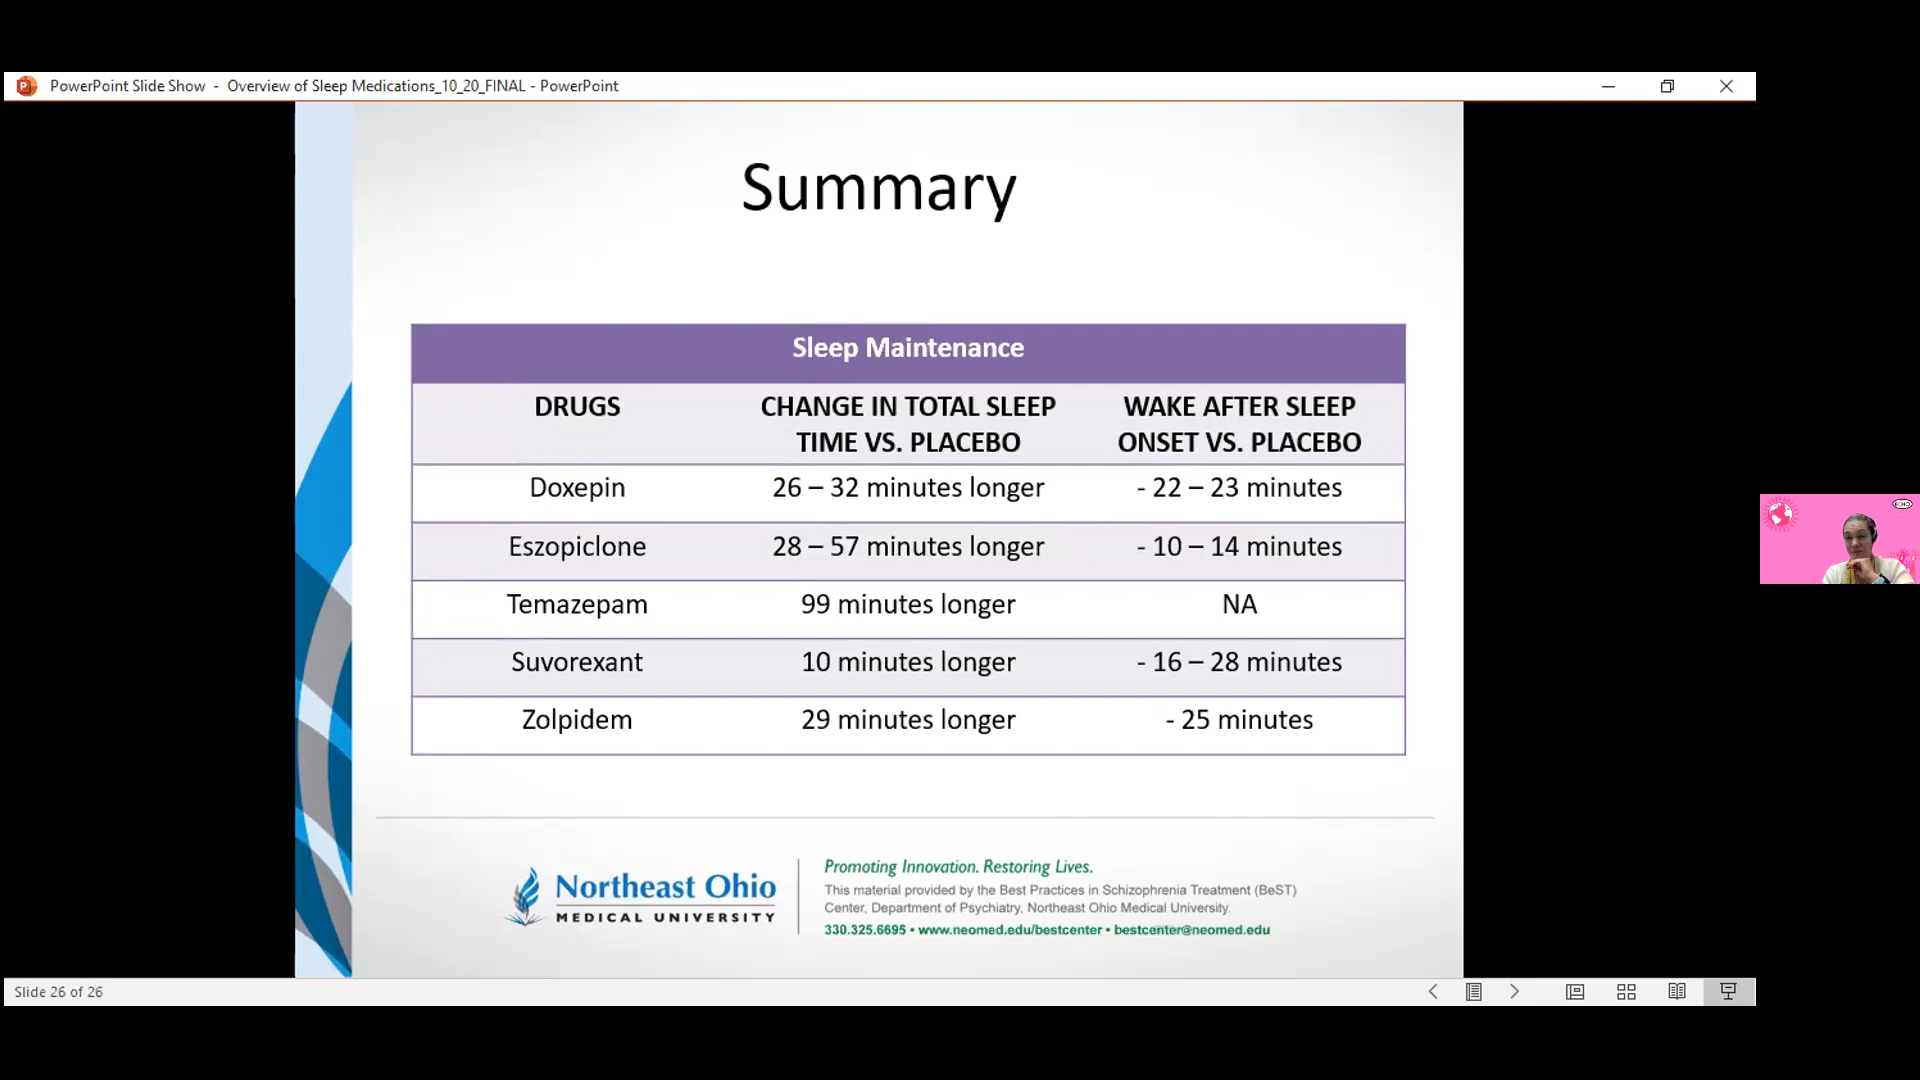 PowerPoint Slide Show - Overview of Sleep Medications_10_20_FINAL - PowerPoint
Summary
Sleep Maintenance
DRUGS
CHANGE IN TOTAL SLEEP
TIME VS. PLACEBO
WAKE AFTER SLEEP
ONSET VS. PLACEBO
Doxepin
26 – 32 minutes longer
- 22 – 23 minutes
Eszopiclone
28 – 57 minutes longer
- 10 – 14 minutes
Temazepam
99 minutes longer
NA
Suvorexant
10 minutes longer
- 16 – 28 minutes
Zolpidem
29 minutes longer
- 25 minutes
Northeast Ohio
MEDICAL UNIVERSITY
Promoting Innovation. Restoring Lives.
This material provided by the Best Practices in Schizophrenia Treatment (BeST)
Center, Department of Psychiatry, Northeast Ohio Medical University.
330.325.6695 • www.neomed.edu/bestcenter • bestcenter@neomed.edu
ECHO
Slide 26 of 26